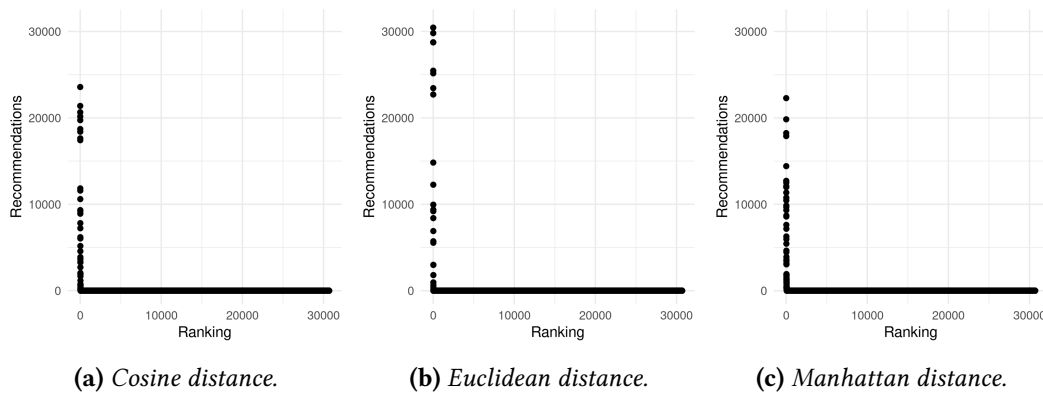 30000
20000
10000
0
Recommendations
0 10000 20000 30000
Ranking
(a) Cosine distance.
30000
20000
10000
0
Recommendations
0 10000 20000 30000
Ranking
(b) Euclidean distance.
30000
20000
10000
0
Recommendations
0 10000 20000 30000
Ranking
(c) Manhattan distance.